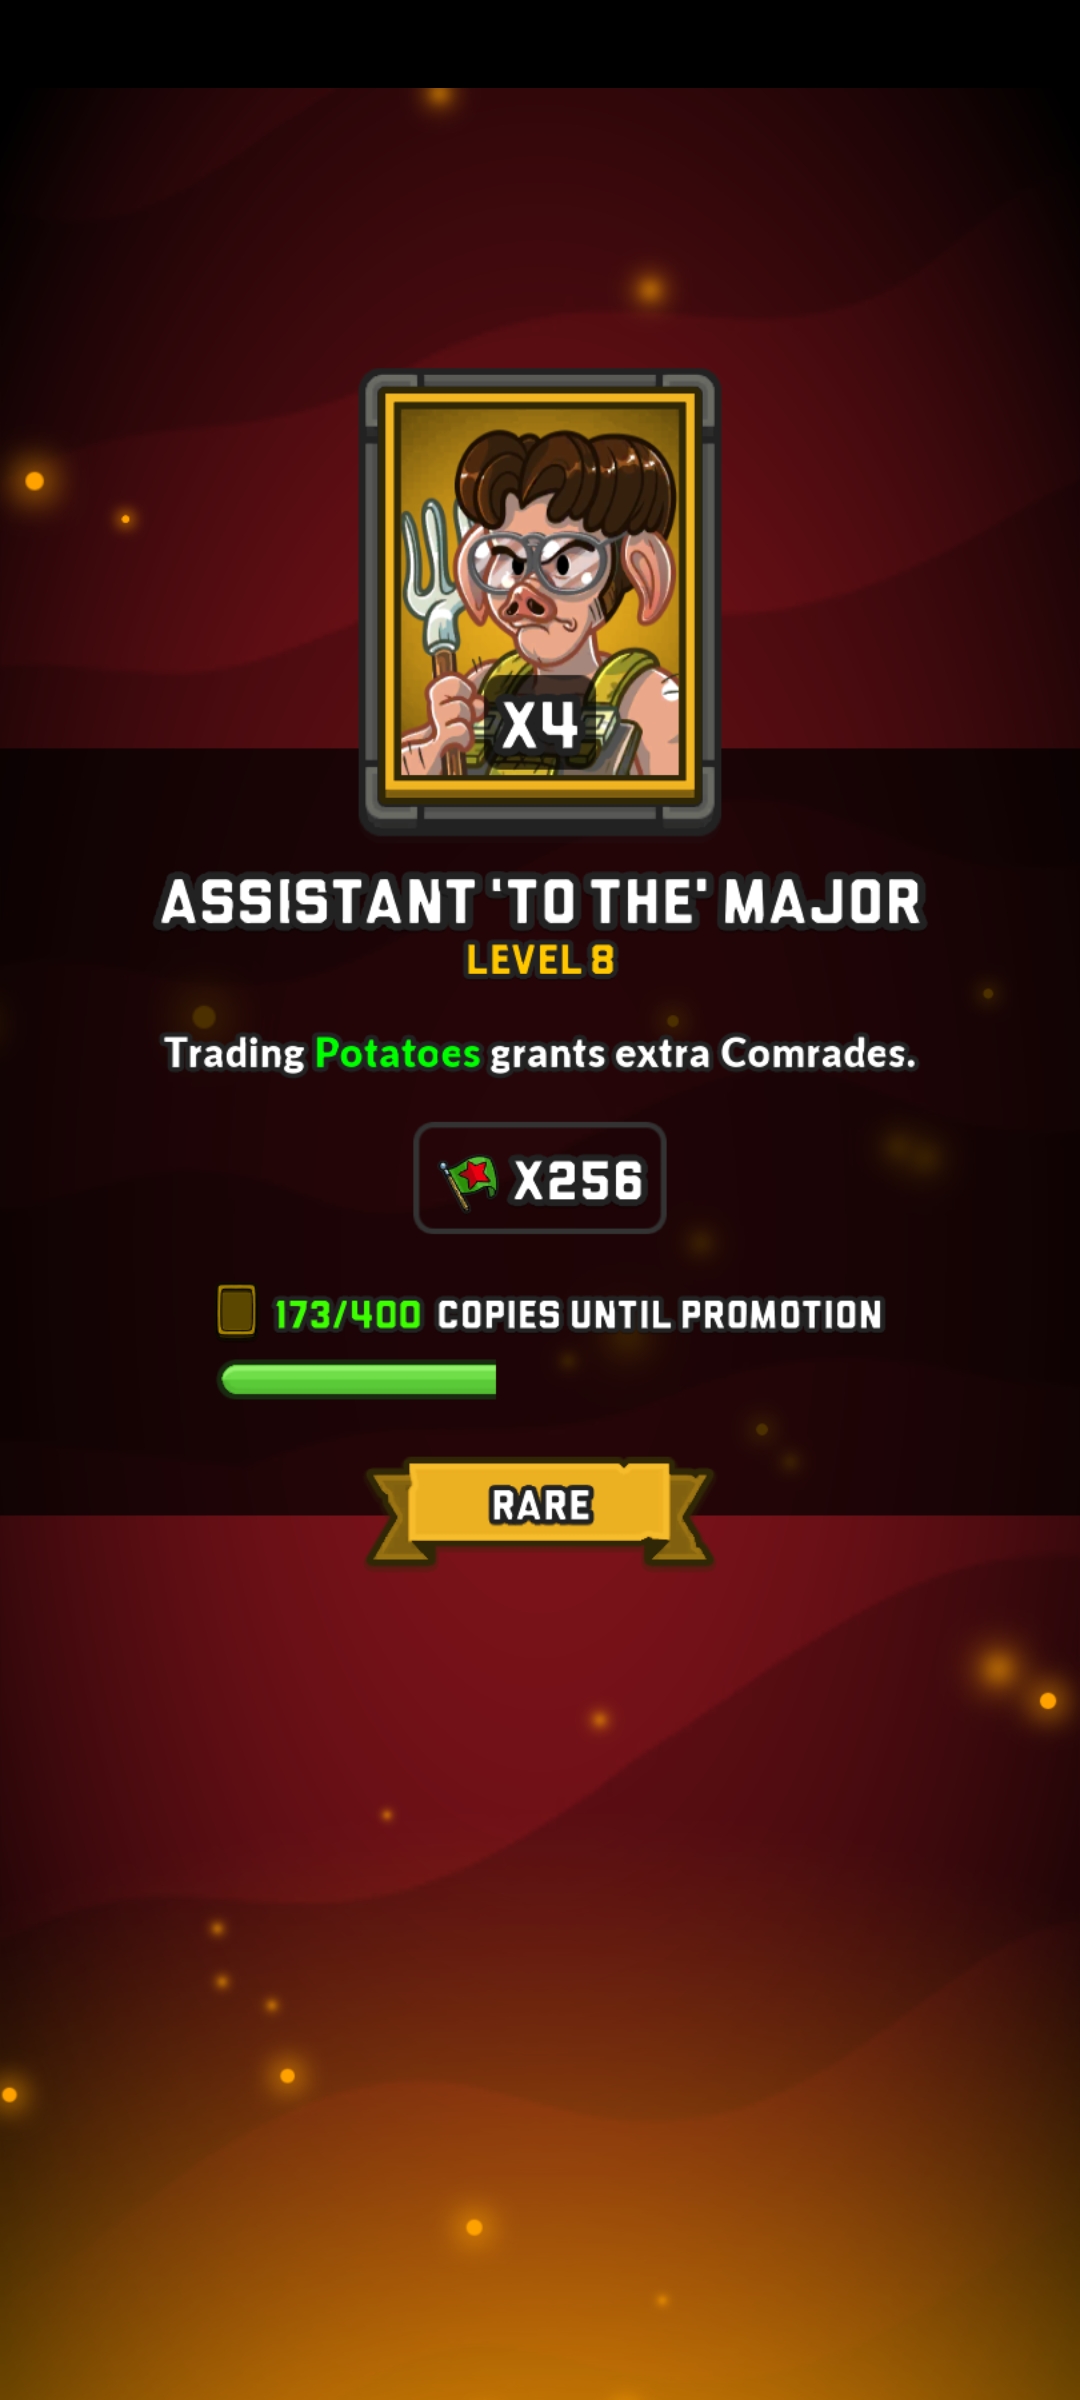 X4
ASSISTANT 'TO THE' MAJOR
LEVEL 8
Trading Potatoes grants extra Comrades.
X256
173/400 COPIES UNTIL PROMOTION
RARE